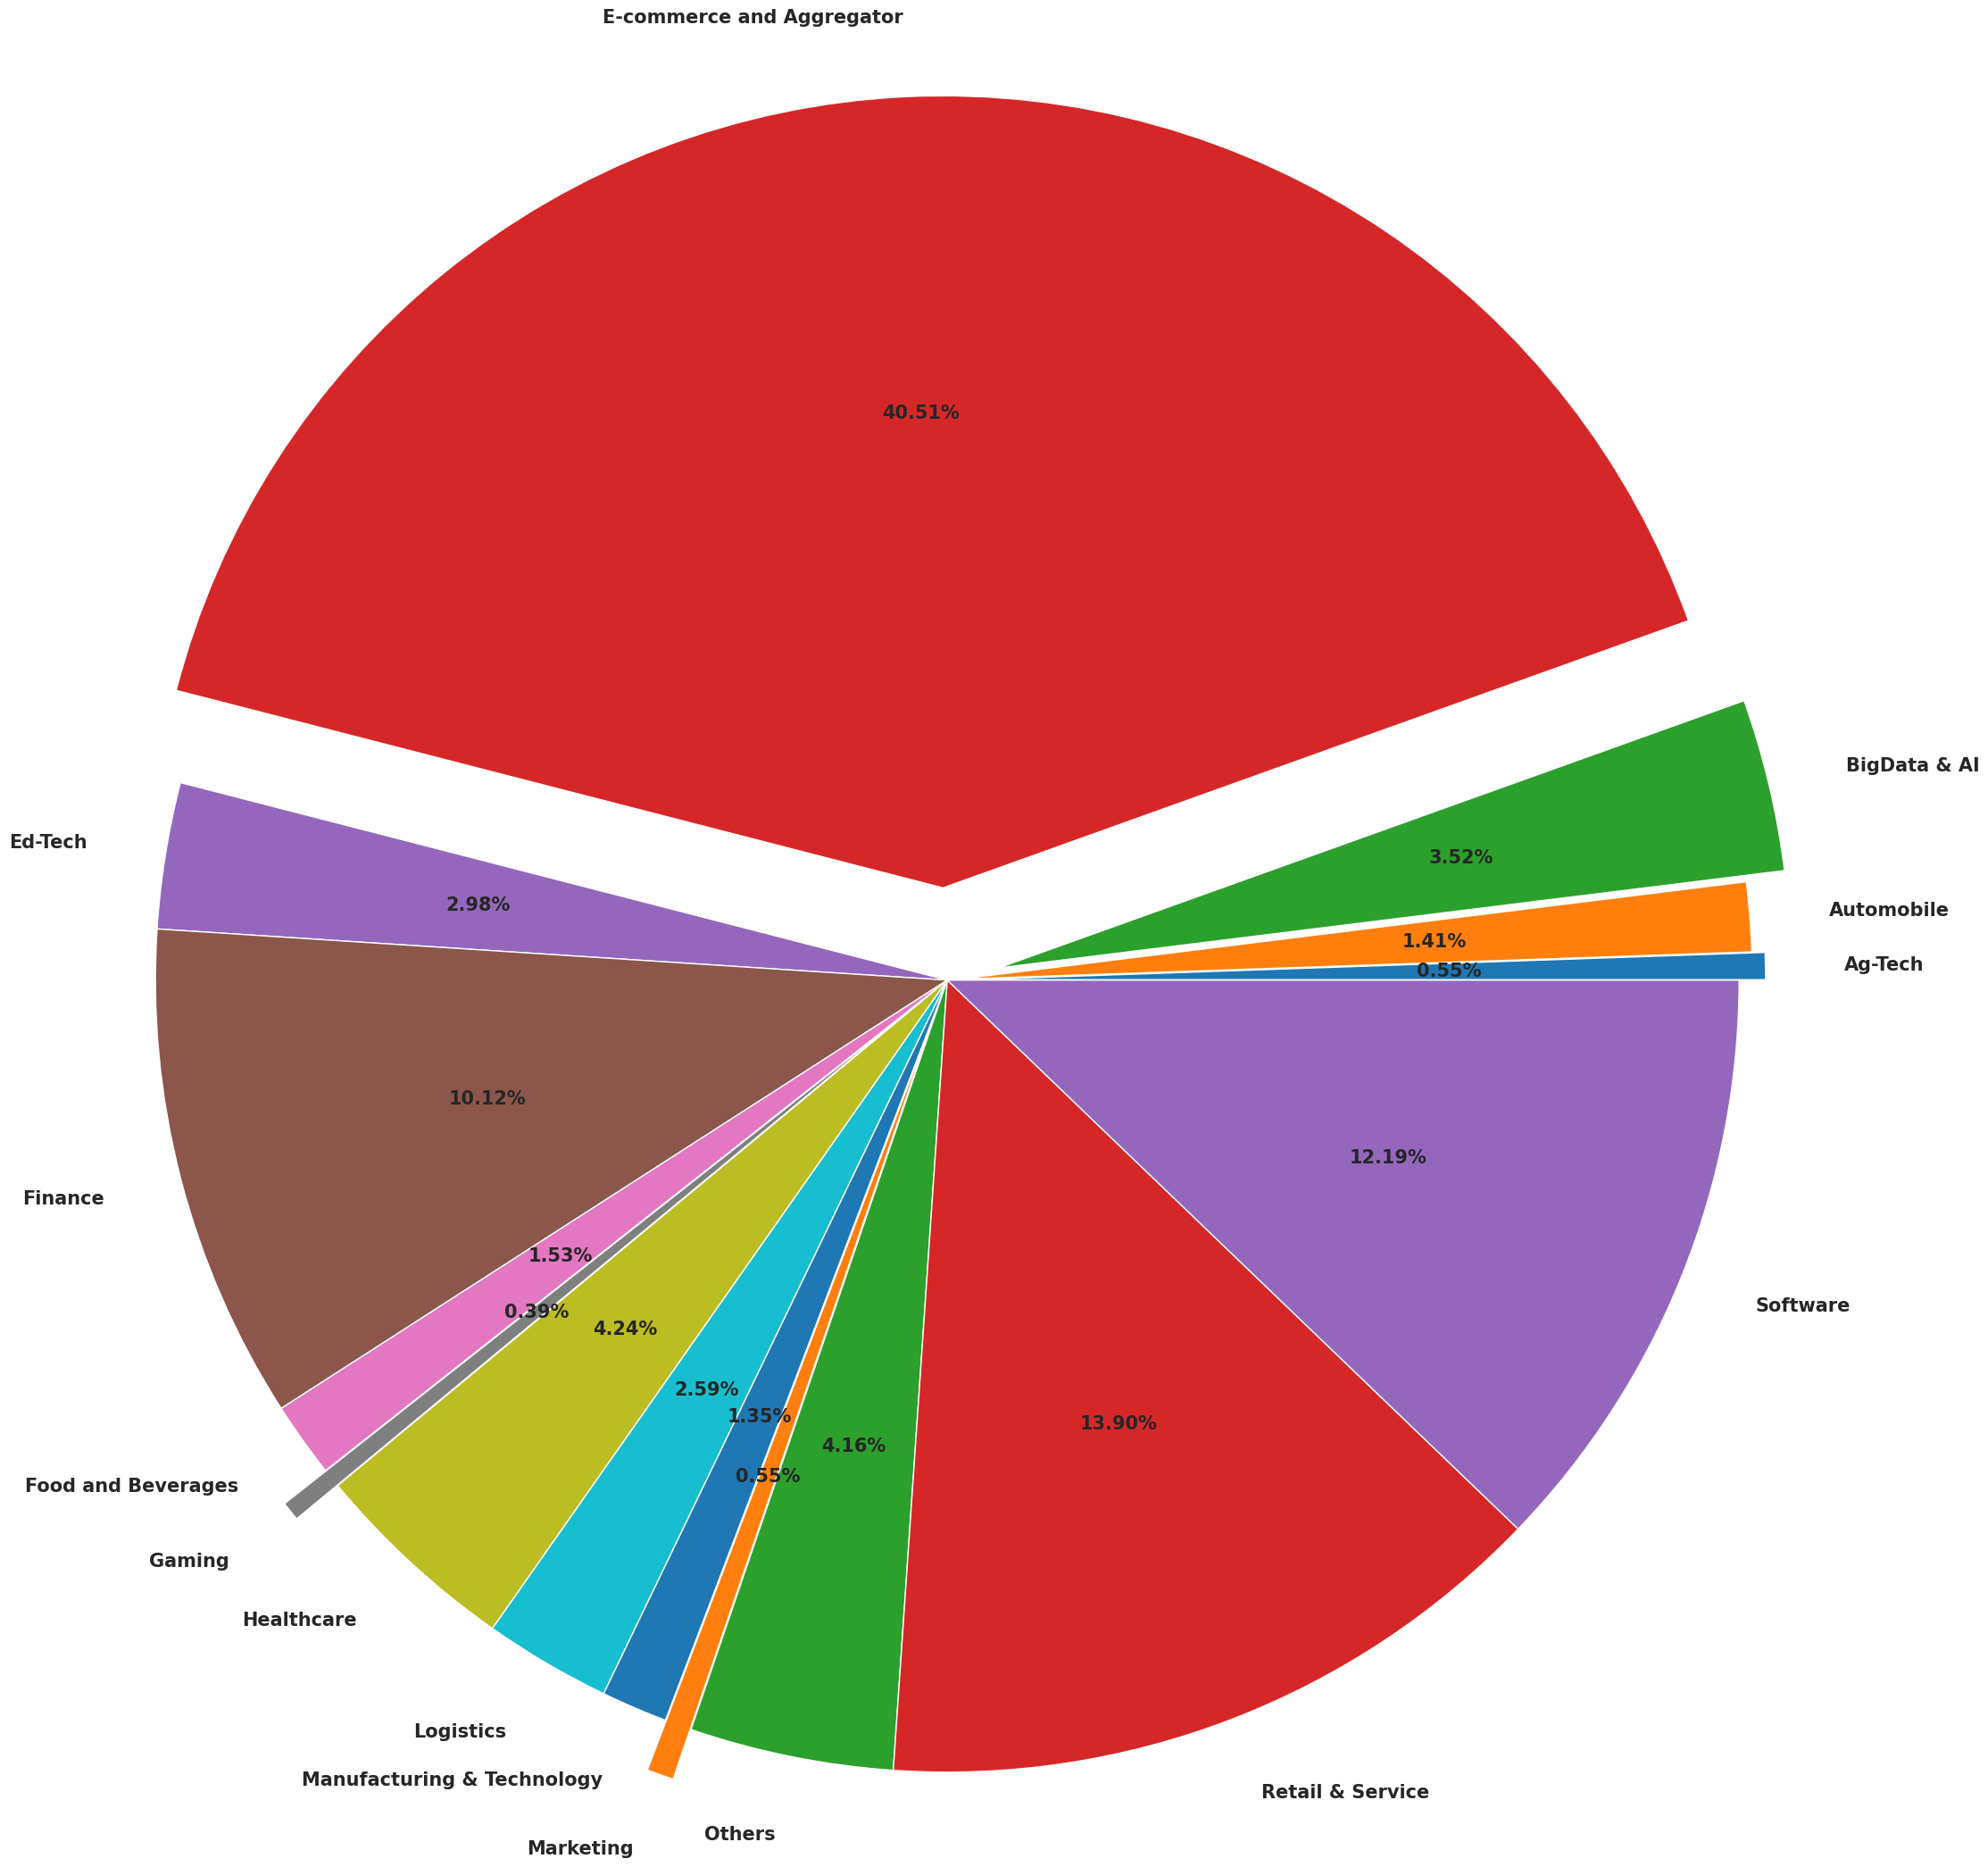 E-commerce and Aggregator
40.51%
BigData & AI
3.52%
Automobile
1.41%
Ag-Tech
0.55%
Ed-Tech
2.98%
Finance
10.12%
Food and Beverages
1.53%
Gaming
0.39%
Healthcare
4.24%
Logistics
2.59%
Manufacturing & Technology
1.35%
Marketing
0.55%
Others
4.16%
Retail & Service
13.90%
Software
12.19%